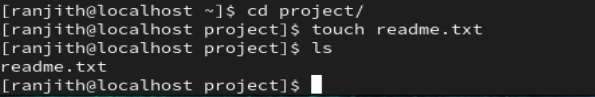 [ranjith@localhost ~]$ cd project/
[ranjith@localhost project]$ touch readme.txt
[ranjith@localhost project]$ ls
readme.txt
[ranjith@localhost project]$